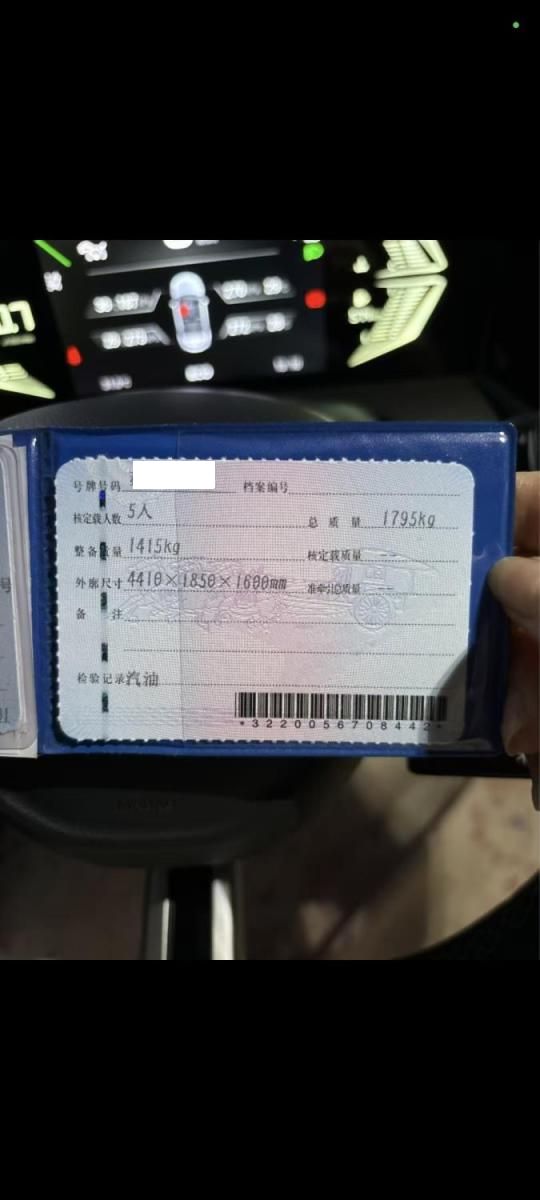 号牌号码 档案编号
核定载人数 5人 总质量 1795kg
整备质量 1415kg 核定载质量 --
外廓尺寸 4410×1850×1600mm 准牵引总质量 --
备注
检验记录 汽油
*3220056708442*
号